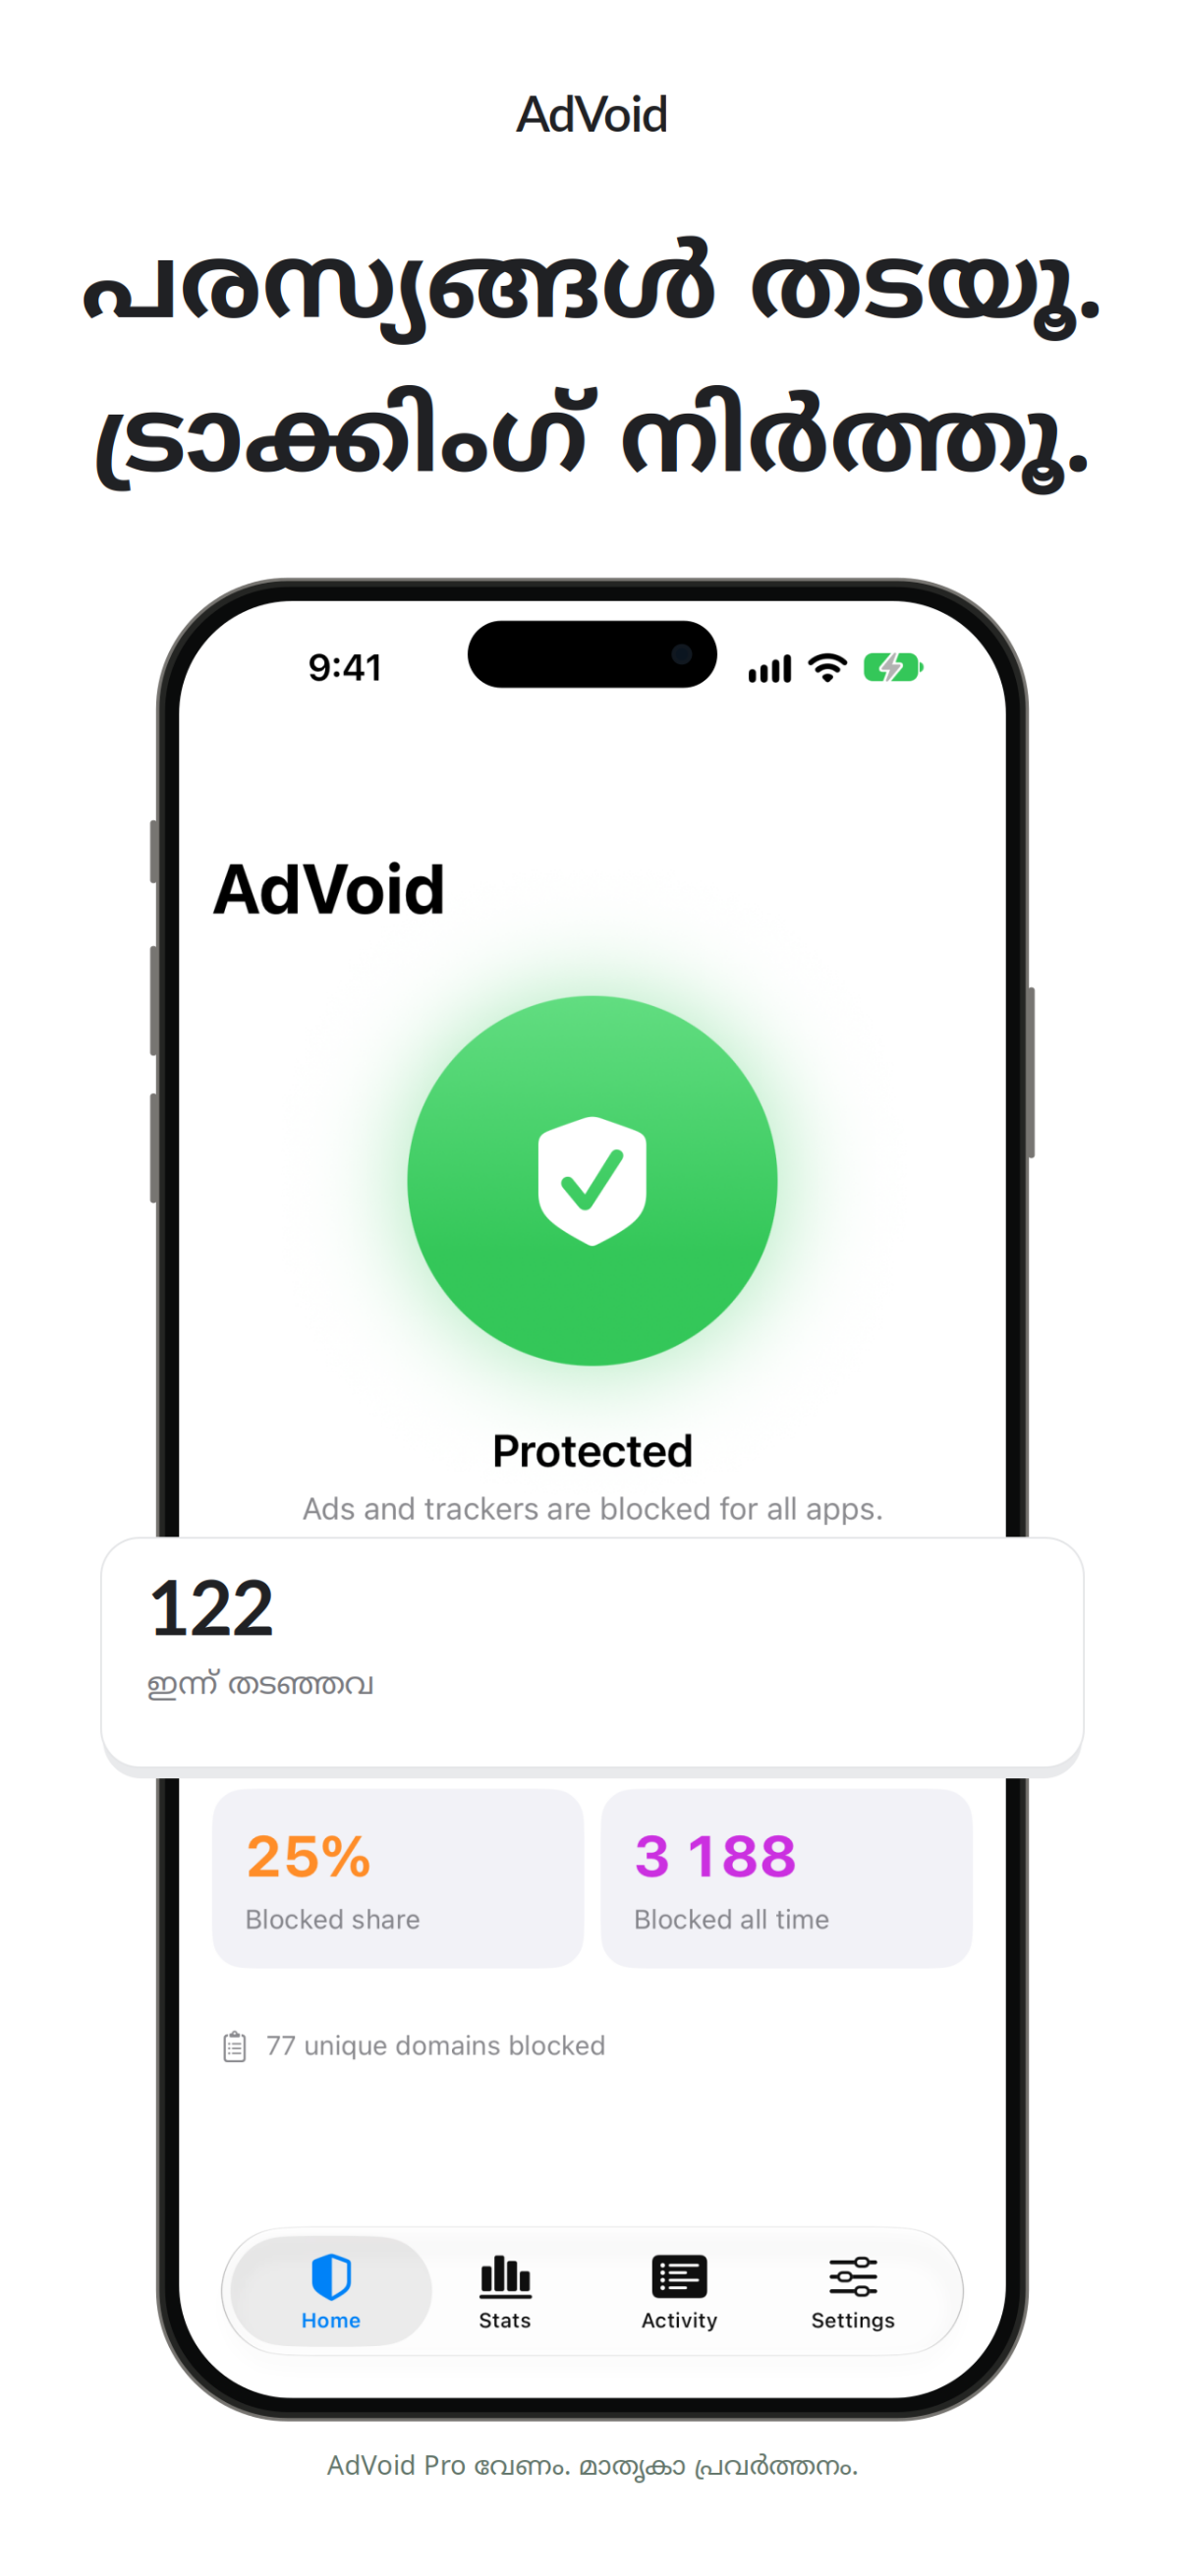 AdVoid
പരസ്യങ്ങൾ തടയൂ.
ട്രാക്കിംഗ് നിർത്തൂ.
9:41
AdVoid
Protected
Ads and trackers are blocked for all apps.
122
ഇന്ന് തടഞ്ഞവ
25% 3 188
Blocked share Blocked all time
77 unique domains blocked
Home Stats Activity Settings
AdVoid Pro വേണം. മാതൃകാ പ്രവർത്തനം.